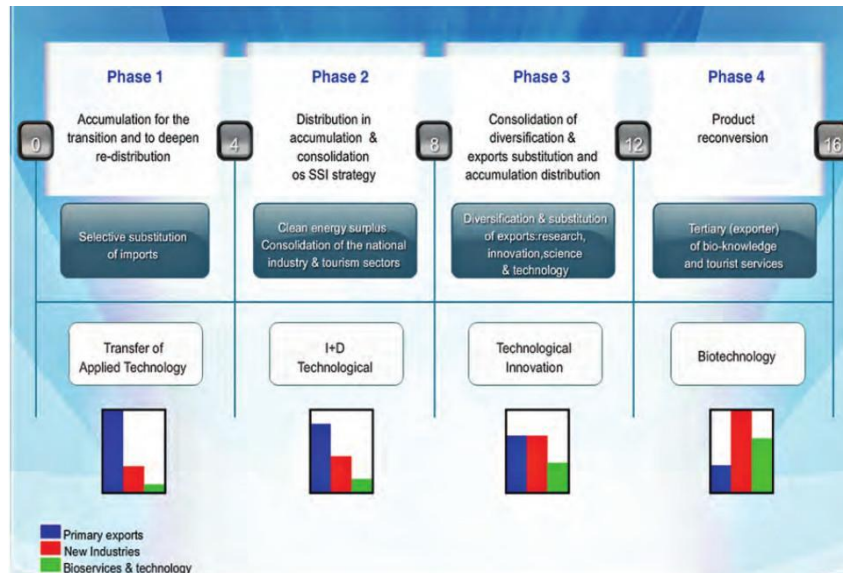 Phase 1
Accumulation for the
transition and to deepen
re-distribution
Phase 2
Distribution in
accumulation &
consolidation
os SSI strategy
Phase 3
Consolidation of
diversification &
exports substitution and
accumulation distribution
Phase 4
Product
reconversion
0
4
8
12
16
Selective substitution
of imports
Clean energy surplus
Consolidation of the national
industry & tourism sectors
Diversification & substitution
of exports:research,
innovation,science
& technology
Tertiary (exporter)
of bio-knowledge
and tourist services
Transfer of
Applied Technology
I+D
Technological
Technological
Innovation
Biotechnology
Primary exports
New Industries
Bioservices & technology